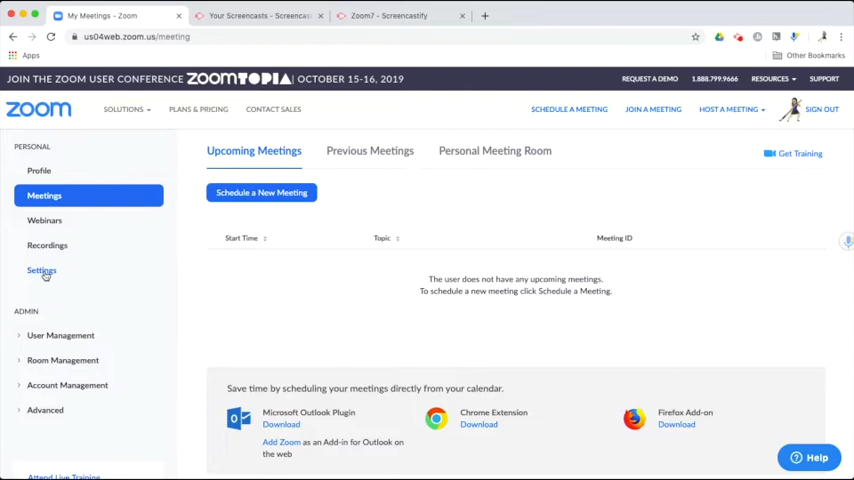 My Meetings - Zoom
Your Screencasts - Screencas
Zoom7 - Screencastify
us04web.zoom.us/meeting
Apps
Other Bookmarks
JOIN THE ZOOM USER CONFERENCE ZOOMTOPIA | OCTOBER 15-16, 2019
REQUEST A DEMO 1.888.799.9666 RESOURCES SUPPORT
zoom SOLUTIONS PLANS & PRICING CONTACT SALES SCHEDULE A MEETING JOIN A MEETING HOST A MEETING SIGN OUT
PERSONAL
Profile
Meetings
Webinars
Recordings
Settings
ADMIN
User Management
Room Management
Account Management
Advanced
Attend Live Training
Upcoming Meetings Previous Meetings Personal Meeting Room
Get Training
Schedule a New Meeting
Start Time Topic Meeting ID
The user does not have any upcoming meetings.
To schedule a new meeting click Schedule a Meeting.
Save time by scheduling your meetings directly from your calendar.
Microsoft Outlook Plugin
Download
Add Zoom as an Add-in for Outlook on
the web
Chrome Extension
Download
Firefox Add-on
Download
Help